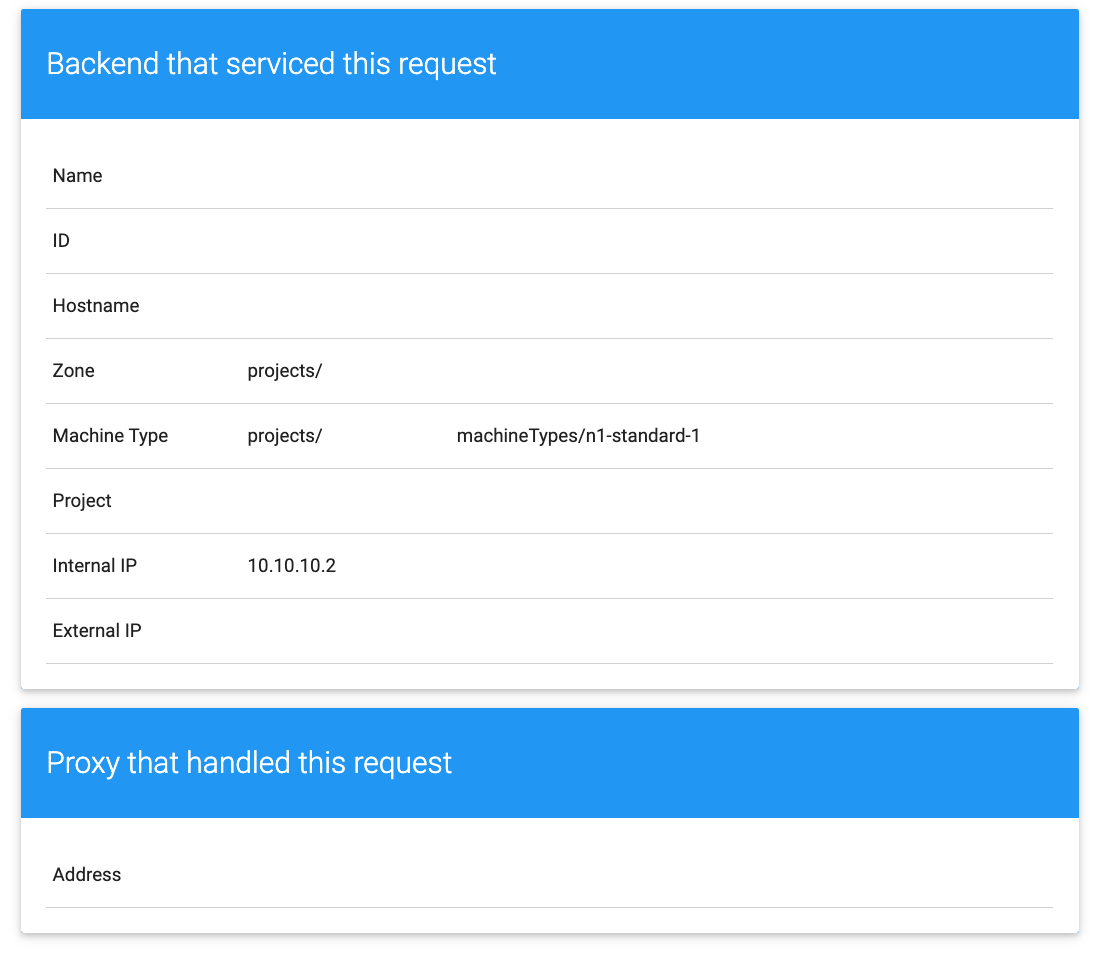 Backend that serviced this request
Name
ID
Hostname
Zone projects/
Machine Type projects/ machineTypes/n1-standard-1
Project
Internal IP 10.10.10.2
External IP
Proxy that handled this request
Address